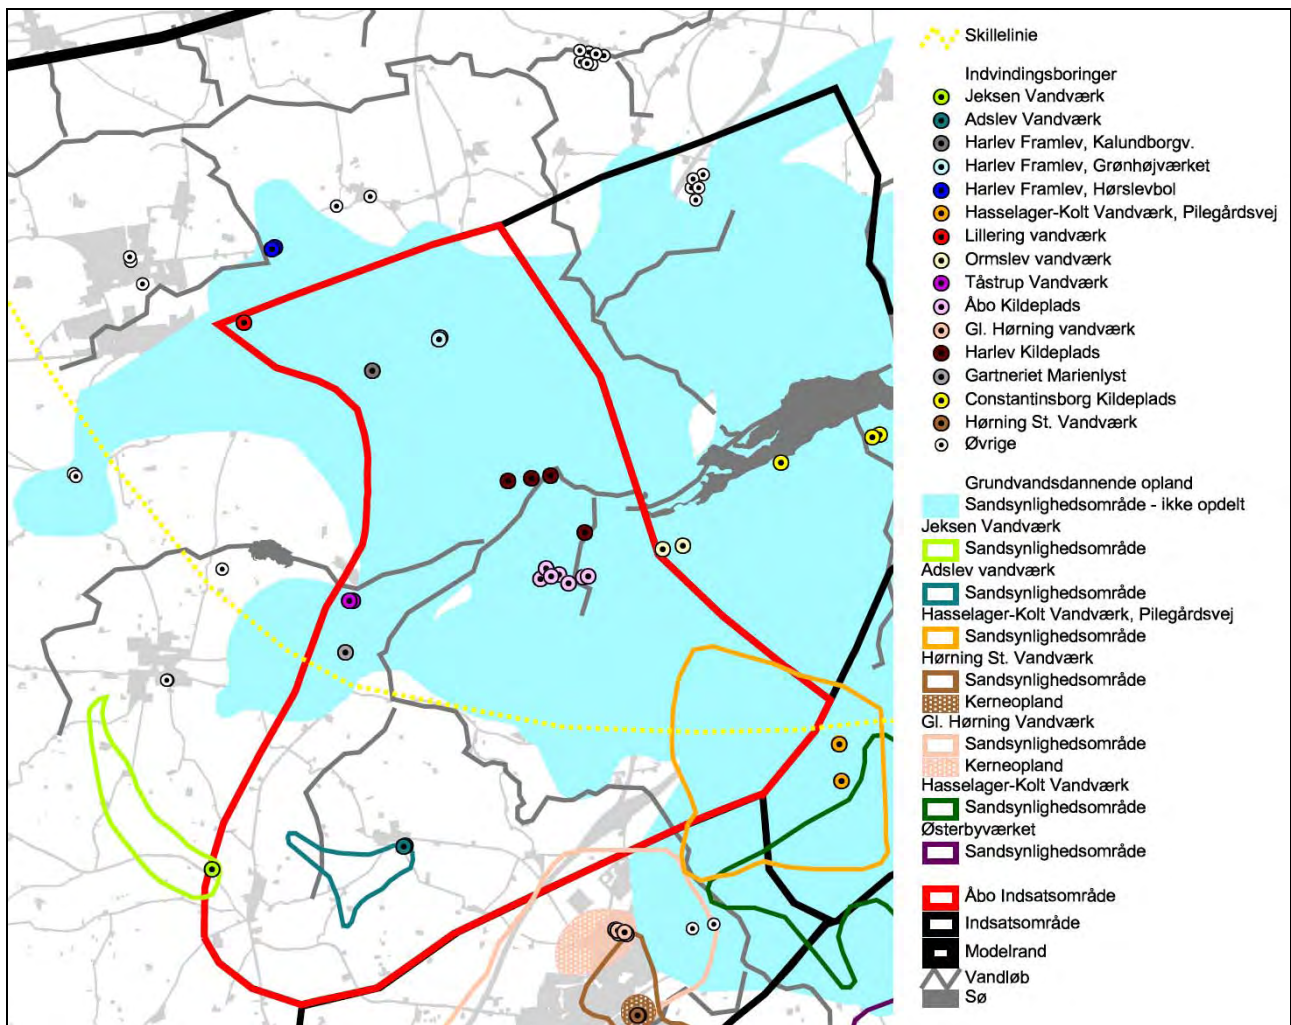 Skillelinie
Indvindingsboringer
Jeksen Vandværk
Adslev Vandværk
Harlev Framlev, Kalundborgv.
Harlev Framlev, Grønhøjværket
Harlev Framlev, Hørslevbol
Hasselager-Kolt Vandværk, Pilegårdsvej
Lillering vandværk
Ormslev vandværk
Tåstrup Vandværk
Åbo Kildeplads
Gl. Hørning vandværk
Harlev Kildeplads
Gartneriet Marienlyst
Constantinsborg Kildeplads
Hørning St. Vandværk
Øvrige
Grundvandsdannende opland
Sandsynlighedsområde - ikke opdelt
Jeksen Vandværk
Sandsynlighedsområde
Adslev vandværk
Sandsynlighedsområde
Hasselager-Kolt Vandværk, Pilegårdsvej
Sandsynlighedsområde
Hørning St. Vandværk
Sandsynlighedsområde
Kerneopland
Gl. Hørning Vandværk
Sandsynlighedsområde
Kerneopland
Hasselager-Kolt Vandværk
Sandsynlighedsområde
Østerbyværket
Sandsynlighedsområde
Åbo Indsatsområde
Indsatsområde
Modelrand
Vandløb
Sø